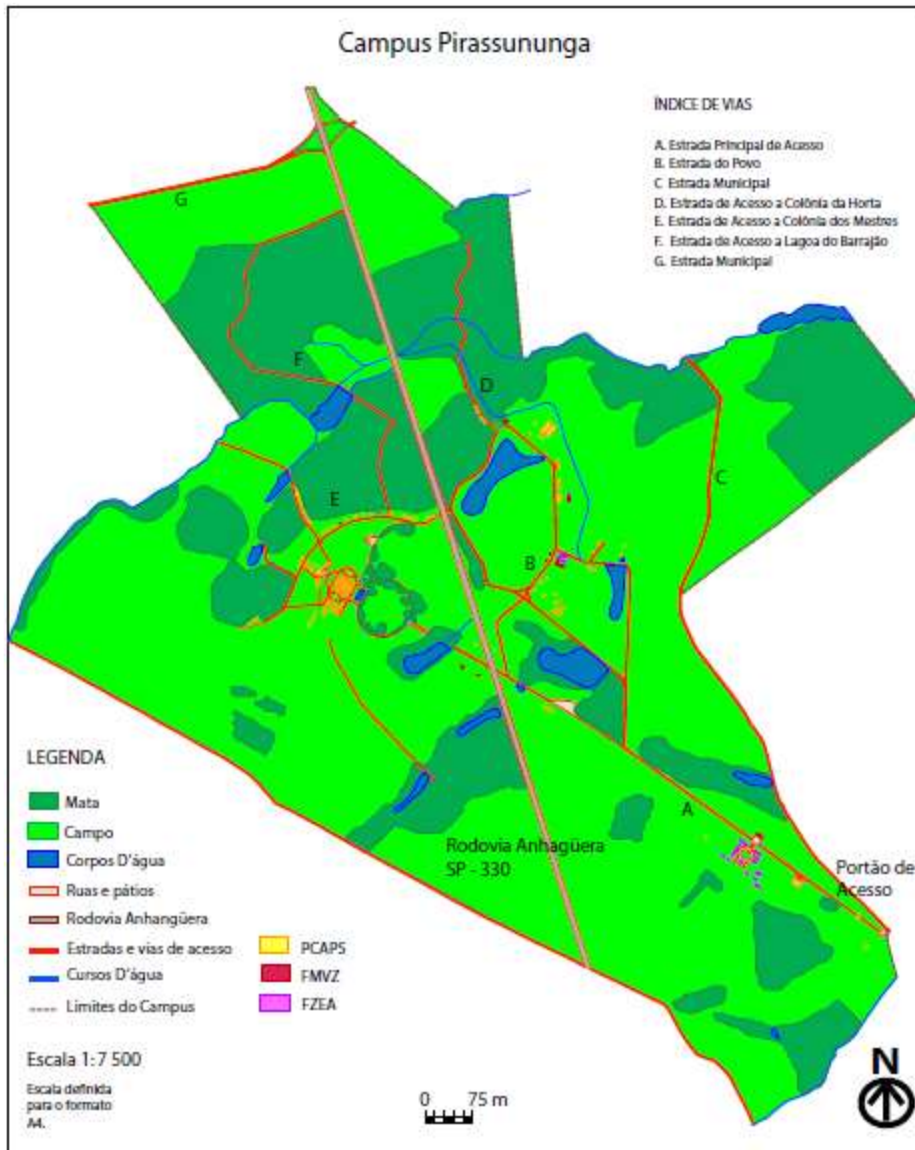 Campus Pirassununga
ÍNDICE DE VIAS
A. Estrada Principal de Acesso
B. Estrada do Povo
C Estrada Municipal
D. Estrada de Acesso a Colônia da Horta
E. Estrada de Acesso a Colônia dos Mestres
F. Estrada de Acesso a Lagoa do Barrajão
G. Estrada Municipal
G
F
D
C
E
B
A
Rodovia Anhagüera
SP - 330
Portão de
Acesso
LEGENDA
Mata
Campo
Corpos D'água
Ruas e pátios
Rodovia Anhangüera
Estradas e vias de acesso
Cursos D'água
Limites do Campus
PCAPS
FMVZ
FZEA
Escala 1:7 500
Escala definida
para o formato
A4.
0 75 m
N